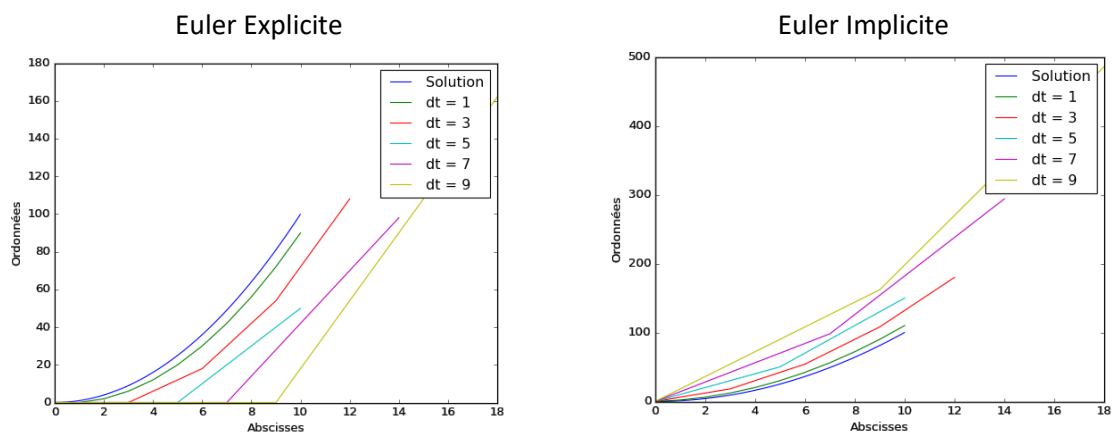 Euler Explicite
180
160
140
120
100
80
60
40
20
0
Ordonnées
0 2 4 6 8 10 12 14 16 18
Abscisses
Solution
dt = 1
dt = 3
dt = 5
dt = 7
dt = 9
Euler Implicite
500
400
300
200
100
0
Ordonnées
0 2 4 6 8 10 12 14 16 18
Abscisses
Solution
dt = 1
dt = 3
dt = 5
dt = 7
dt = 9